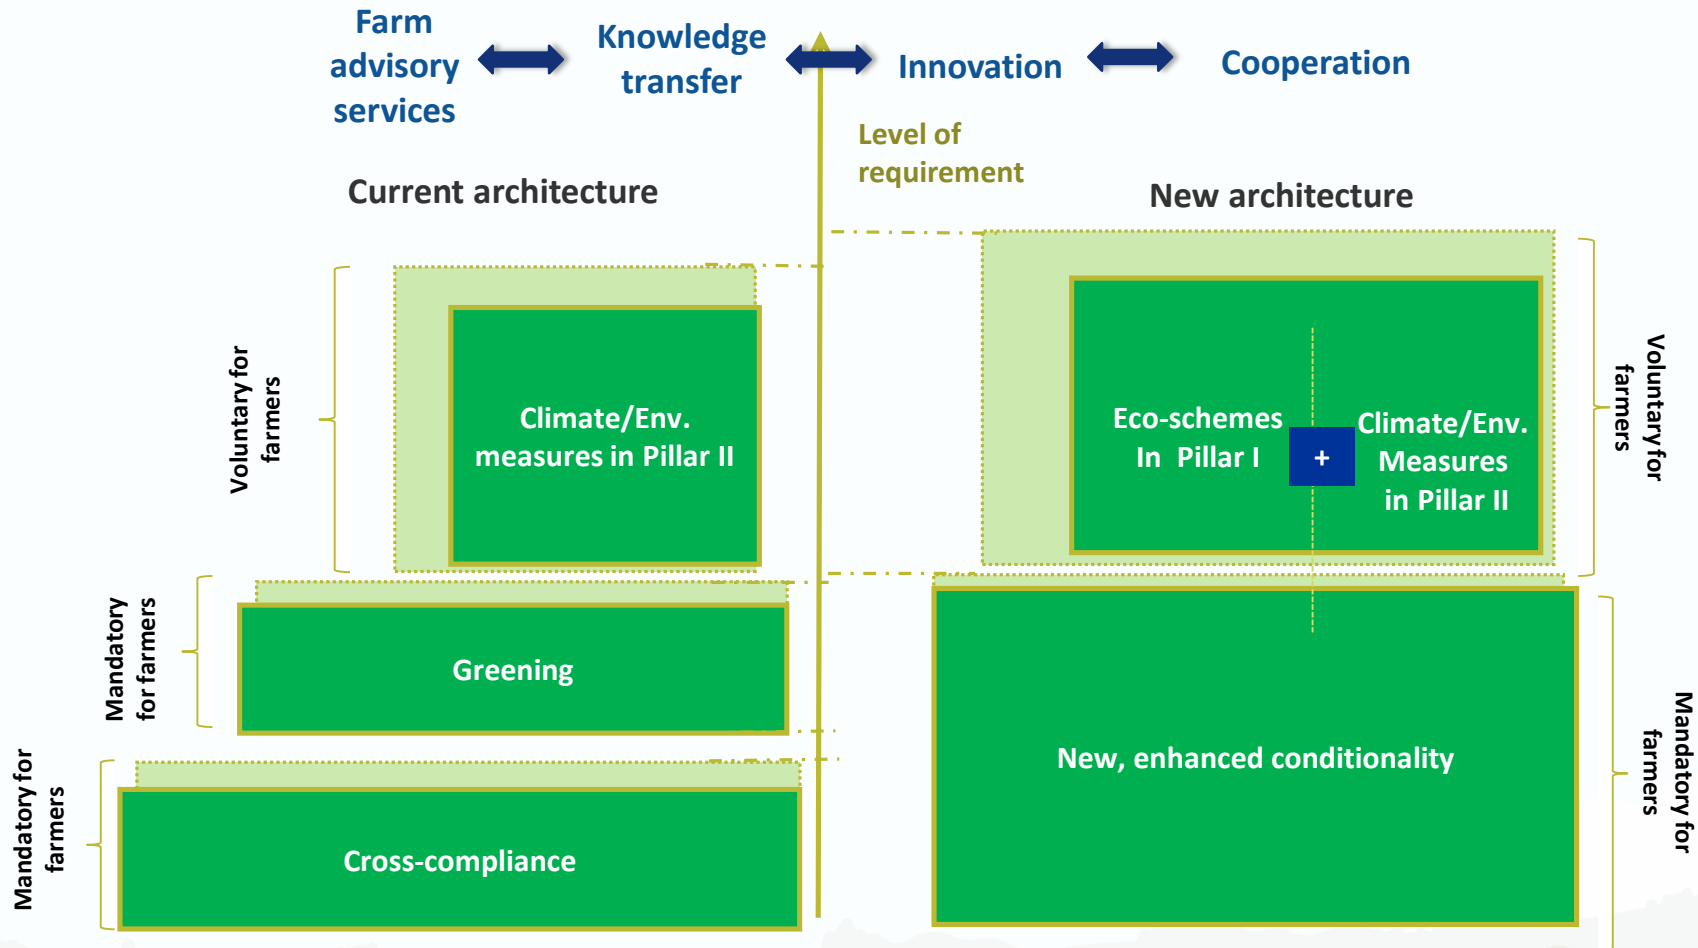 Farm
advisory
services
Knowledge
transfer
Innovation
Cooperation
Level of
requirement
Current architecture
New architecture
Voluntary for
farmers
Climate/Env.
measures in Pillar II
Mandatory
for farmers
Greening
Mandatory for
farmers
Cross-compliance
Eco-schemes
In Pillar I
+
Climate/Env.
Measures
in Pillar II
Voluntary for
farmers
New, enhanced conditionality
Mandatory for
farmers